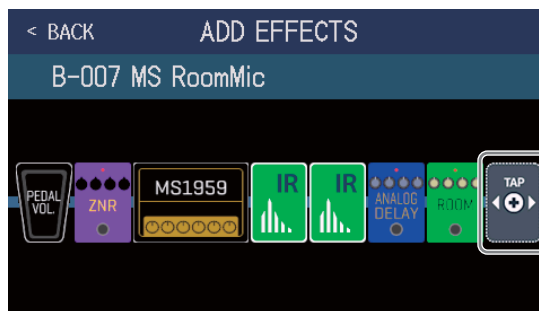 < BACK
ADD EFFECTS
B-007 MS RoomMic
PEDAL
VOL.
ZNR
MS1959
IR
IR
ANALOG
DELAY
ROOM
TAP